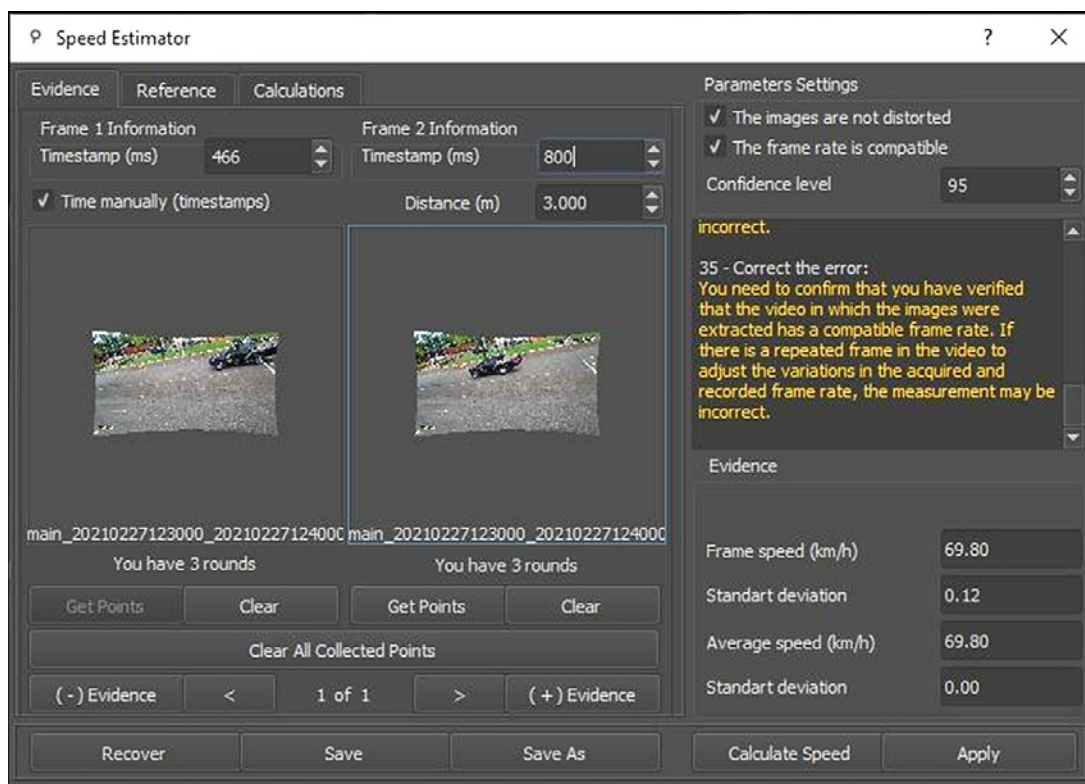 Speed Estimator
?
Evidence Reference Calculations
Frame 1 Information
Timestamp (ms) 466
Frame 2 Information
Timestamp (ms) 800
Time manually (timestamps)
Distance (m) 3.000
main_20210227123000_20210227124000
main_20210227123000_20210227124000
You have 3 rounds
You have 3 rounds
Get Points Clear
Get Points Clear
Clear All Collected Points
(-) Evidence < 1 of 1 > (+) Evidence
Recover Save Save As
Parameters Settings
The images are not distorted
The frame rate is compatible
Confidence level 95
incorrect.
35 - Correct the error:
You need to confirm that you have verified
that the video in which the images were
extracted has a compatible frame rate. If
there is a repeated frame in the video to
adjust the variations in the acquired and
recorded frame rate, the measurement may be
incorrect.
Evidence
Frame speed (km/h) 69.80
Standart deviation 0.12
Average speed (km/h) 69.80
Standart deviation 0.00
Calculate Speed Apply